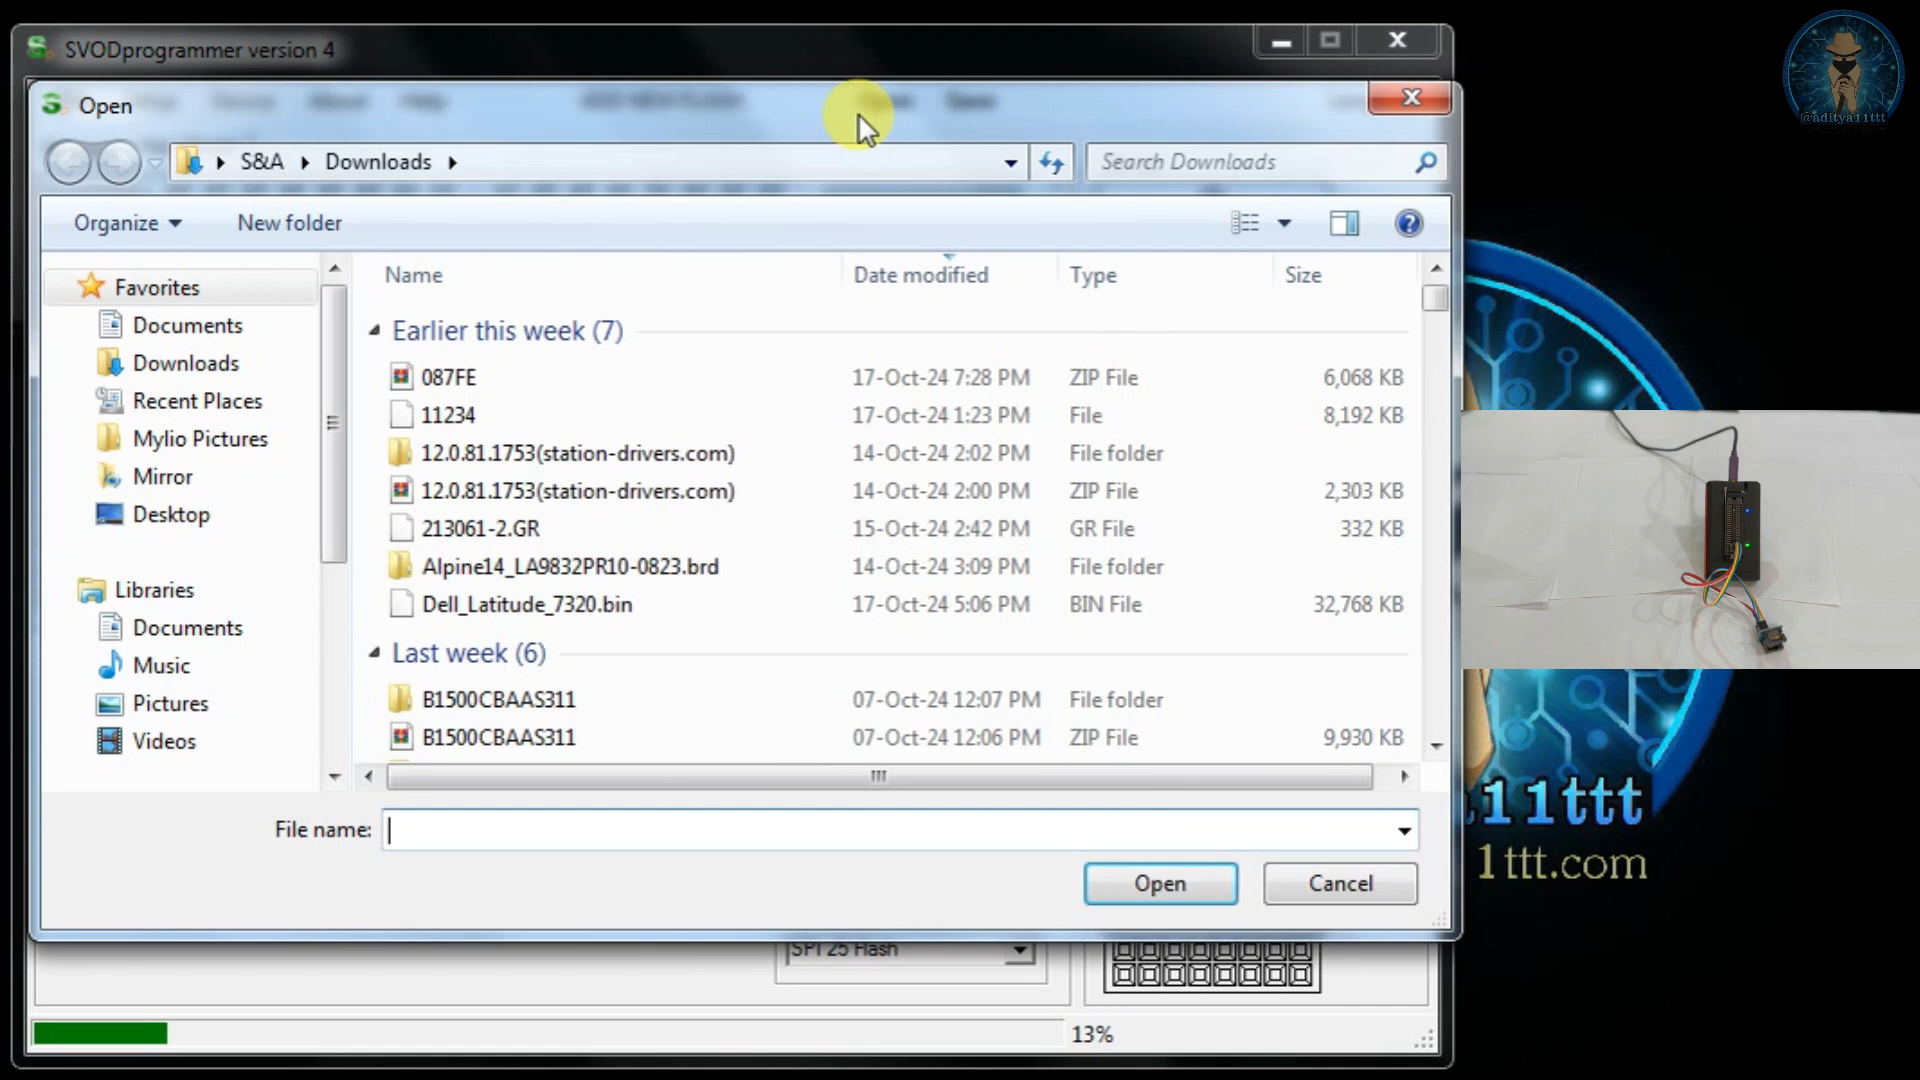 SVODprogrammer version 4
@aditya11ttt
Open
S&A Downloads
Search Downloads
Organize New folder
Name Date modified Type Size
Favorites
Documents
Downloads
Recent Places
Mylio Pictures
Mirror
Desktop
Libraries
Documents
Music
Pictures
Videos
Earlier this week (7)
087FE 17-Oct-24 7:28 PM ZIP File 6,068 KB
11234 17-Oct-24 1:23 PM File 8,192 KB
12.0.81.1753(station-drivers.com) 14-Oct-24 2:02 PM File folder
12.0.81.1753(station-drivers.com) 14-Oct-24 2:00 PM ZIP File 2,303 KB
213061-2.GR 15-Oct-24 2:42 PM GR File 332 KB
Alpine14_LA9832PR10-0823.brd 14-Oct-24 3:09 PM File folder
Dell_Latitude_7320.bin 17-Oct-24 5:06 PM BIN File 32,768 KB
Last week (6)
B1500CBAAS311 07-Oct-24 12:07 PM File folder
B1500CBAAS311 07-Oct-24 12:06 PM ZIP File 9,930 KB
File name:
Open Cancel
SPI 25 Flash
13%
11ttt
1ttt.com